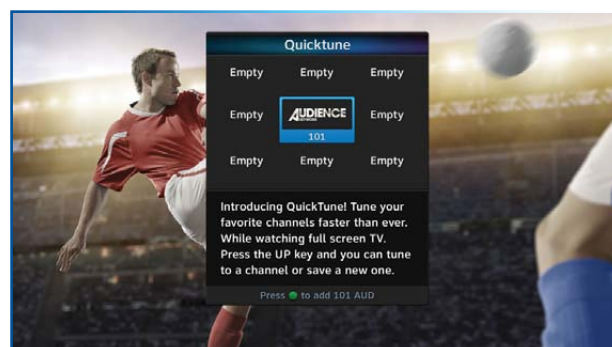 Quicktune
Empty Empty Empty
Empty AUDIENCE Empty
NETWORK
101
Empty Empty Empty
Introducing QuickTune! Tune your
favorite channels faster than ever.
While watching full screen TV.
Press the UP key and you can tune
to a channel or save a new one.
Press to add 101 AUD